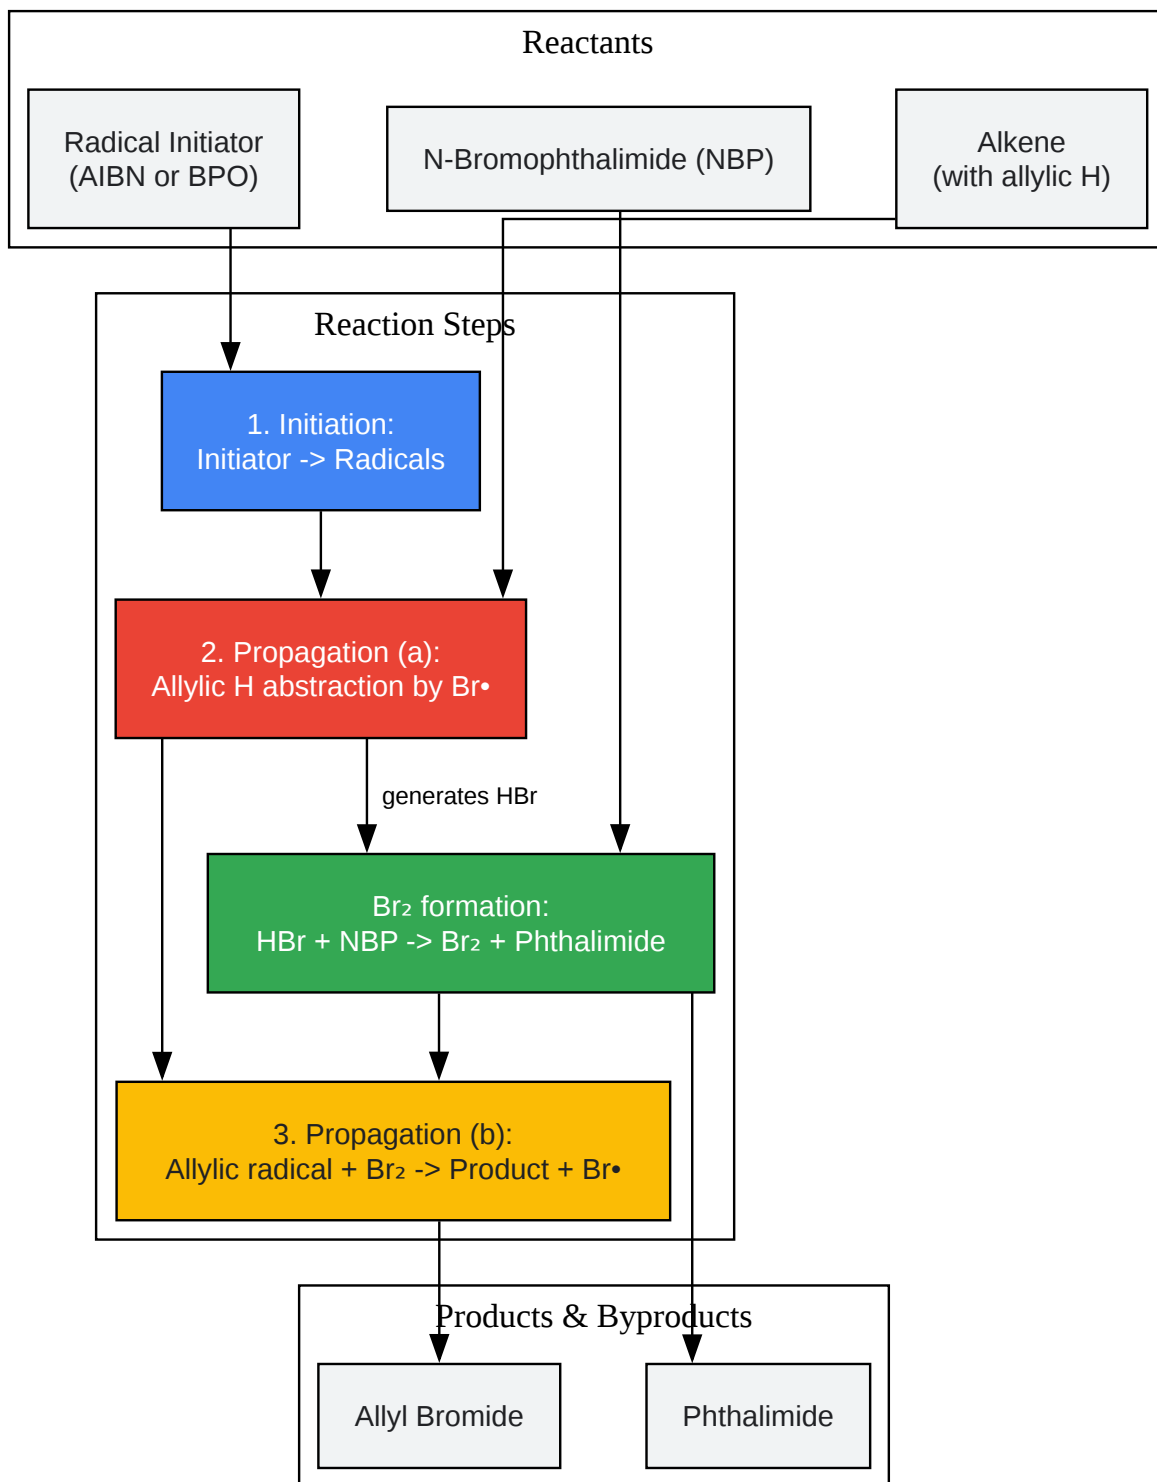 Reactants
Radical Initiator
(AIBN or BPO)
N-Bromophthalimide (NBP)
Alkene
(with allylic H)
Reaction Steps
1. Initiation:
Initiator -> Radicals
2. Propagation (a):
Allylic H abstraction by Br•
generates HBr
Br₂ formation:
HBr + NBP -> Br₂ + Phthalimide
3. Propagation (b):
Allylic radical + Br₂ -> Product + Br•
Products & Byproducts
Allyl Bromide
Phthalimide